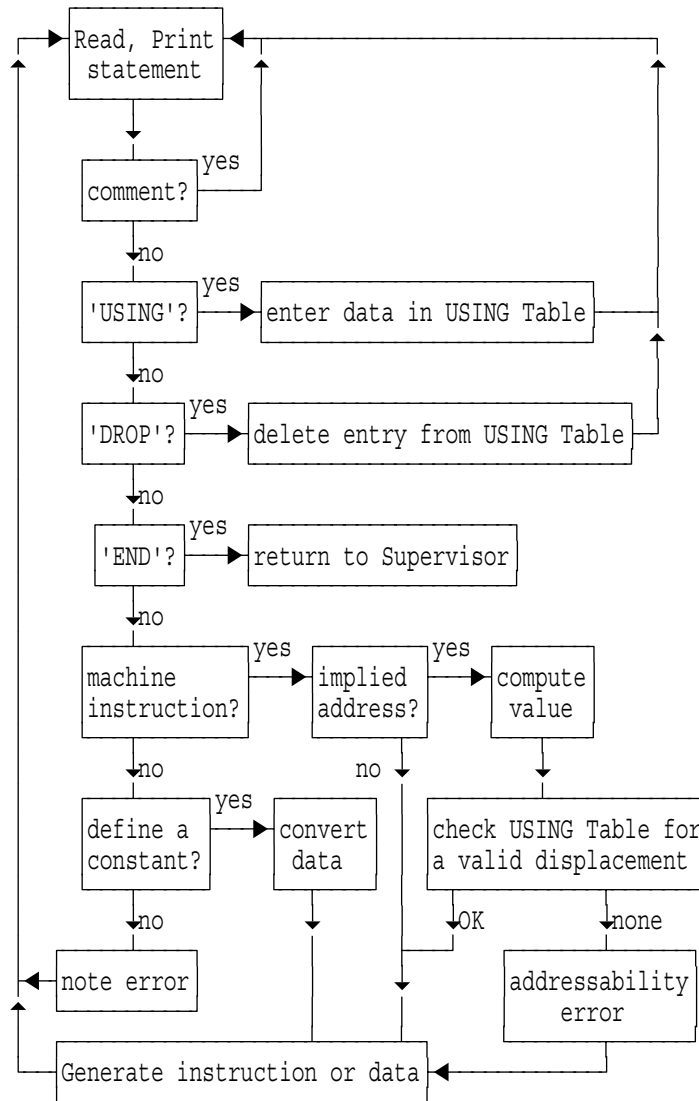 Read, Print
statement
yes
comment?
no
yes
'USING'?
enter data in USING Table
no
yes
'DROP'?
delete entry from USING Table
no
yes
'END'?
return to Supervisor
no
yes
yes
machine
instruction?
implied
address?
compute
value
no
no
yes
define a
constant?
convert
data
check USING Table for
a valid displacement
no
OK
none
note error
addressability
error
Generate instruction or data